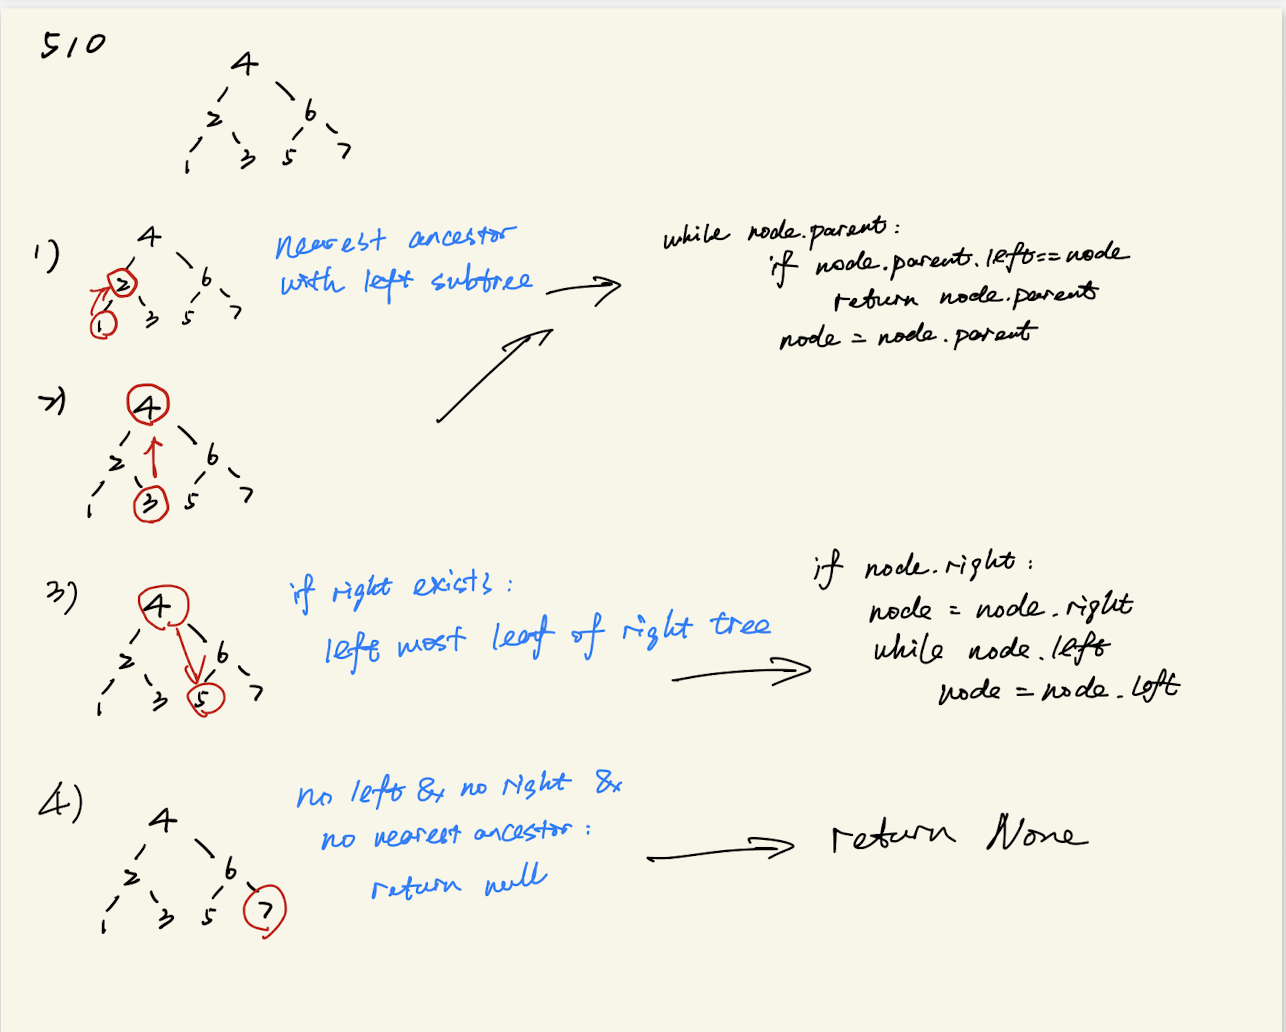 510
4
2 6
1 3 5 7
1)
4
2 6
1 3 5 7
nearest ancestor
with left subtree
while node.parent:
if node.parent.left==node
return node.parent
node = node.parent
2)
4
2 6
1 3 5 7
3)
4
2 6
1 3 5 7
if right exists:
left most leaf of right tree
if node.right:
node = node.right
while node.left
node = node.left
4)
4
2 6
1 3 5 7
no left & no right &
no nearest ancestor:
return null
return None